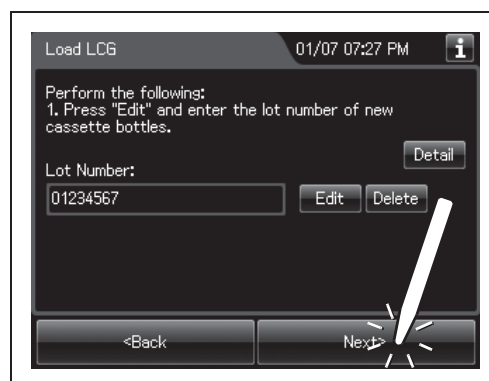 Load LCG 01/07 07:27 PM i
Perform the following:
1. Press "Edit" and enter the lot number of new
cassette bottles.
Detail
Lot Number:
01234567 Edit Delete
<Back Next>